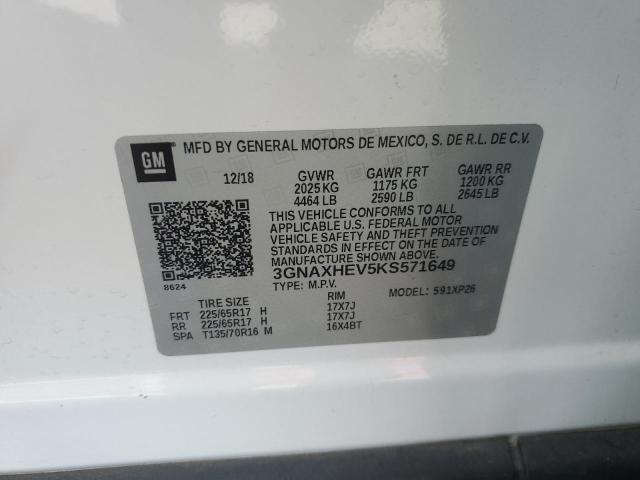 GM MFD BY GENERAL MOTORS DE MEXICO, S. DE R.L. DE C.V.
12/18 GVWR GAWR FRT GAWR RR
2025 KG 1175 KG 1200 KG
4464 LB 2590 LB 2645 LB
THIS VEHICLE CONFORMS TO ALL
APPLICABLE U.S. FEDERAL MOTOR
VEHICLE SAFETY AND THEFT PREVENTION
STANDARDS IN EFFECT ON THE DATE OF
MANUFACTURE SHOWN ABOVE.
8624 3GNAXHEV5KS571649
TYPE: M.P.V. MODEL: 591XP26
TIRE SIZE RIM
FRT 225/65R17 H 17X7J
RR 225/65R17 H 17X7J
SPA T135/70R16 M 16X4BT